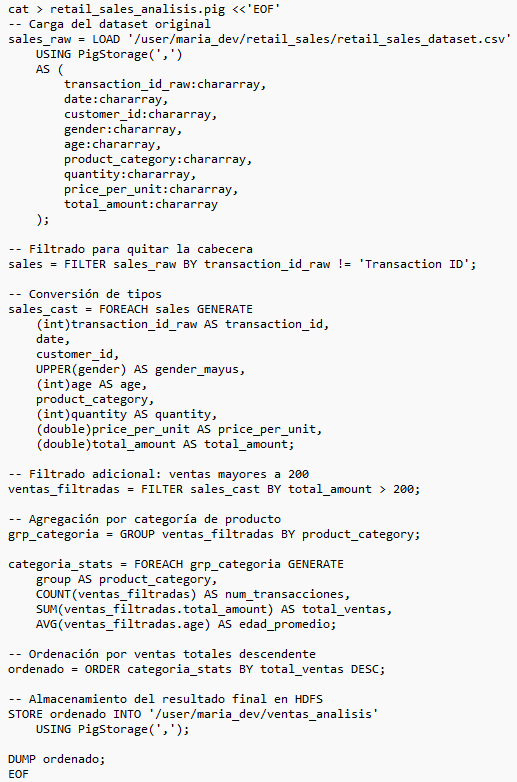 cat > retail_sales_analisis.pig <<'EOF'
-- Carga del dataset original
sales_raw = LOAD '/user/maria_dev/retail_sales/retail_sales_dataset.csv'
    USING PigStorage(',')
    AS (
        transaction_id_raw:chararray,
        date:chararray,
        customer_id:chararray,
        gender:chararray,
        age:chararray,
        product_category:chararray,
        quantity:chararray,
        price_per_unit:chararray,
        total_amount:chararray
    );

-- Filtrado para quitar la cabecera
sales = FILTER sales_raw BY transaction_id_raw != 'Transaction ID';

-- Conversión de tipos
sales_cast = FOREACH sales GENERATE
    (int)transaction_id_raw AS transaction_id,
    date,
    customer_id,
    UPPER(gender) AS gender_mayus,
    (int)age AS age,
    product_category,
    (int)quantity AS quantity,
    (double)price_per_unit AS price_per_unit,
    (double)total_amount AS total_amount;

-- Filtrado adicional: ventas mayores a 200
ventas_filtradas = FILTER sales_cast BY total_amount > 200;

-- Agregación por categoría de producto
grp_categoria = GROUP ventas_filtradas BY product_category;

categoria_stats = FOREACH grp_categoria GENERATE
    group AS product_category,
    COUNT(ventas_filtradas) AS num_transacciones,
    SUM(ventas_filtradas.total_amount) AS total_ventas,
    AVG(ventas_filtradas.age) AS edad_promedio;

-- Ordenación por ventas totales descendente
ordenado = ORDER categoria_stats BY total_ventas DESC;

-- Almacenamiento del resultado final en HDFS
STORE ordenado INTO '/user/maria_dev/ventas_analisis'
    USING PigStorage(',');

DUMP ordenado;
EOF